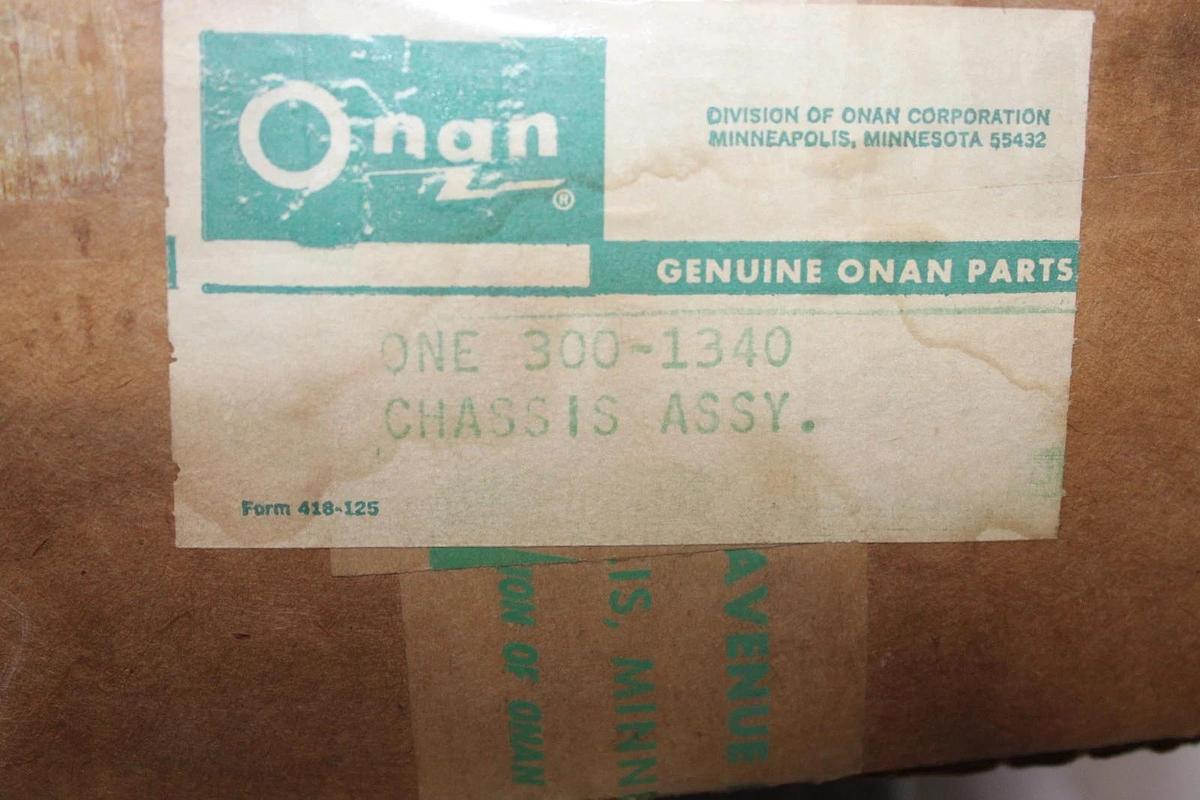 Onan ®
DIVISION OF ONAN CORPORATION
MINNEAPOLIS, MINNESOTA 55432
GENUINE ONAN PARTS
ONE 300-1340
CHASSIS ASSY.
Form 418-125
AVENUE
IS, MINN
ION OF ONAN